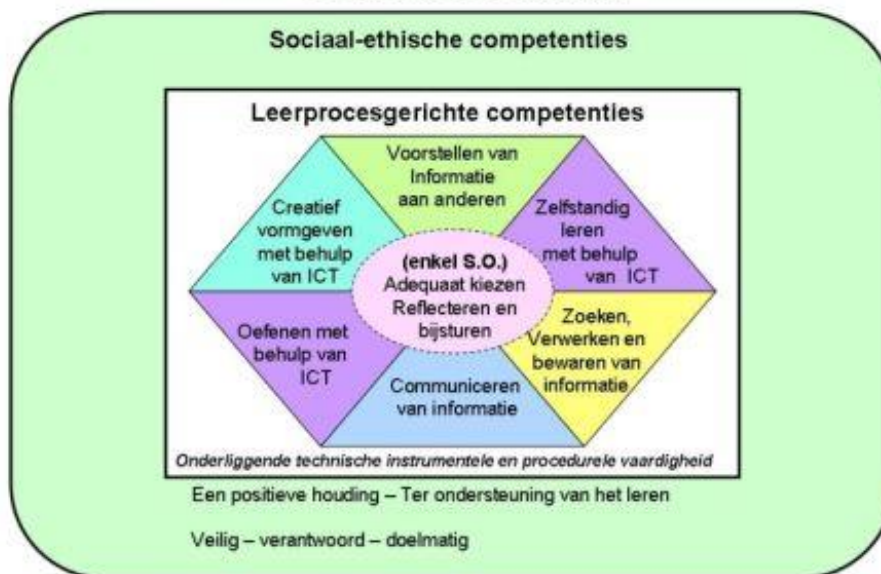 Sociaal-ethische competenties
Leerprocesgerichte competenties
Voorstellen van
Informatie
aan anderen
Creatief
vormgeven
met behulp
van ICT
Zelfstandig
leren
met behulp
van ICT
(enkel S.O.)
Adequaat kiezen
Reflecteren en
bijsturen
Oefenen met
behulp van
ICT
Zoeken,
Verwerken en
bewaren van
informatie
Communiceren
van informatie
Onderliggende technische instrumentele en procedurele vaardigheid
Een positieve houding – Ter ondersteuning van het leren
Veilig – verantwoord – doelmatig